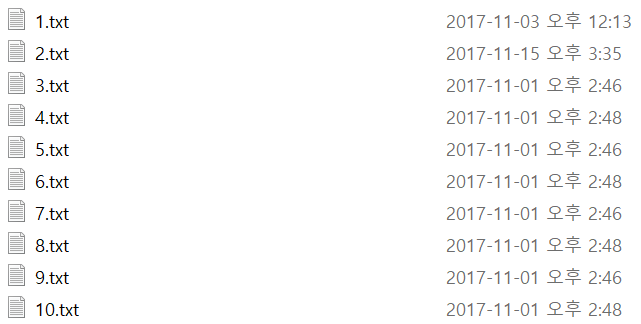 1.txt 2017-11-03 오후 12:13
2.txt 2017-11-15 오후 3:35
3.txt 2017-11-01 오후 2:46
4.txt 2017-11-01 오후 2:48
5.txt 2017-11-01 오후 2:46
6.txt 2017-11-01 오후 2:48
7.txt 2017-11-01 오후 2:46
8.txt 2017-11-01 오후 2:48
9.txt 2017-11-01 오후 2:46
10.txt 2017-11-01 오후 2:48